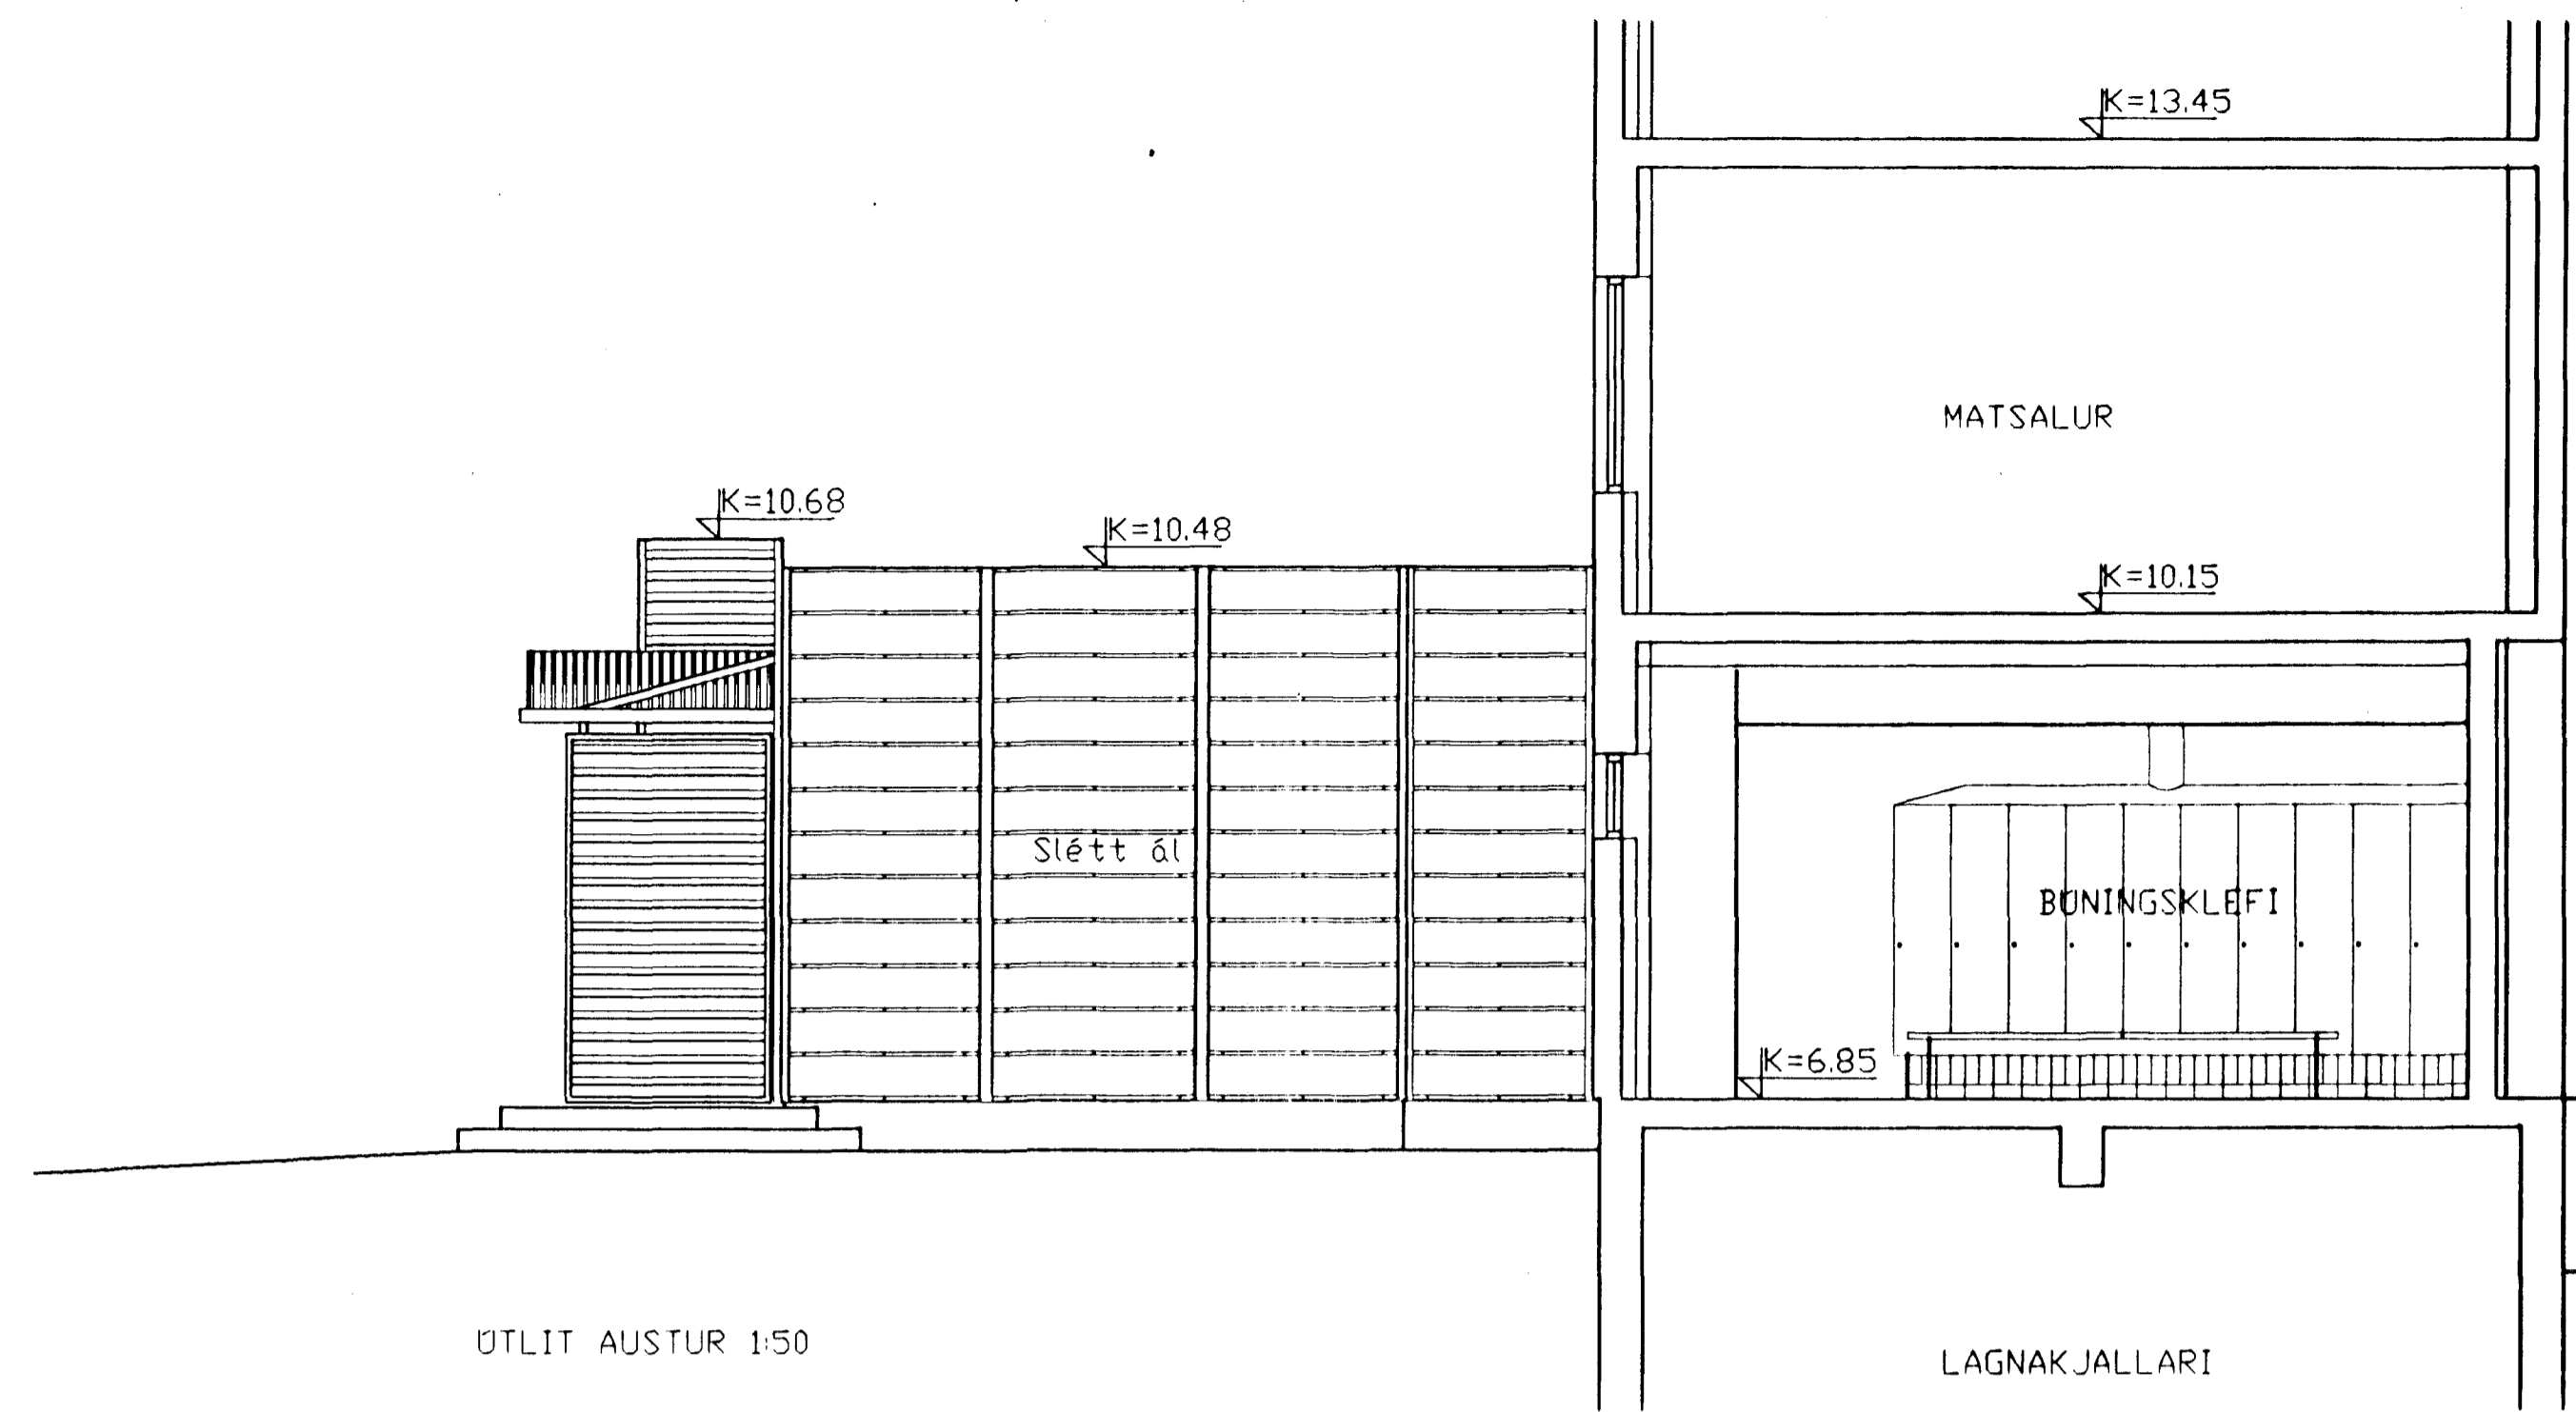 K=13.45
MATSALUR
K=10.68
K=10.48
K=10.15
Slétt ál
BÚNINGSKLEFI
K=6.85
ÚTLIT AUSTUR 1:50
LAGNAKJALLARI